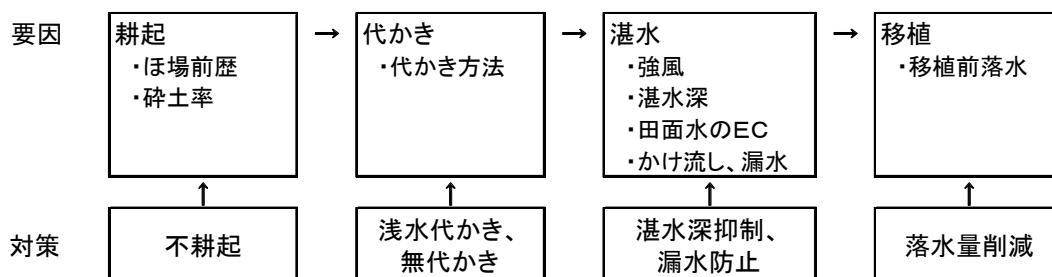 要因
耕起
・ほ場前歴
・砕土率
→
代かき
・代かき方法
→
湛水
・強風
・湛水深
・田面水のEC
・かけ流し、漏水
→
移植
・移植前落水
↑
↑
↑
↑
対策
不耕起
浅水代かき、
無代かき
湛水深抑制、
漏水防止
落水量削減